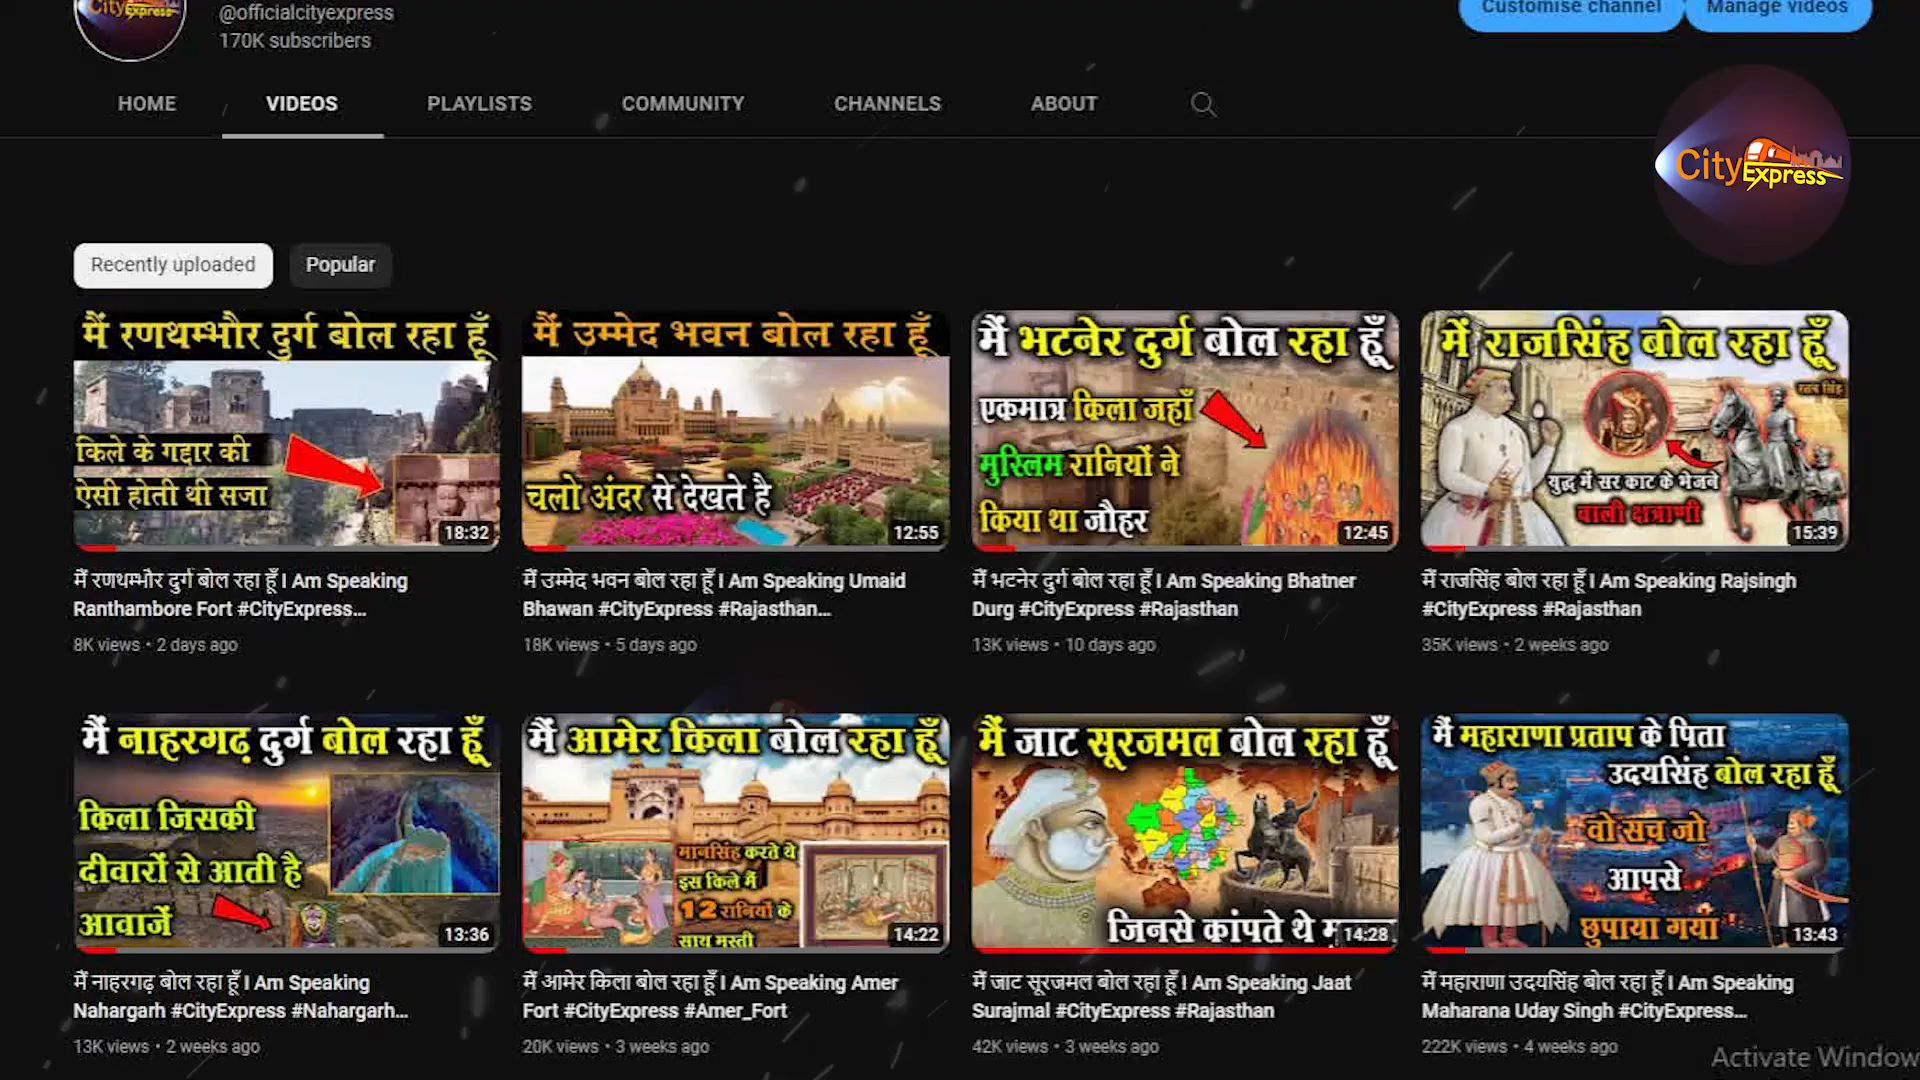 City Express
@officialcityexpress
170K subscribers
Customise channel
Manage videos
HOME
VIDEOS
PLAYLISTS
COMMUNITY
CHANNELS
ABOUT
City Express
Recently uploaded
Popular
मैं रणथम्भौर दुर्ग बोल रहा हूँ
किले के गद्दार की
ऐसी होती थी सजा
18:32
मैं रणथम्भौर दुर्ग बोल रहा हूँ I Am Speaking
Ranthambore Fort #CityExpress...
8K views • 2 days ago
मैं उम्मेद भवन बोल रहा हूँ
चलो अंदर से देखते है
12:55
मैं उम्मेद भवन बोल रहा हूँ I Am Speaking Umaid
Bhawan #CityExpress #Rajasthan...
18K views • 5 days ago
मैं भटनेर दुर्ग बोल रहा हूँ
एकमात्र किला जहाँ
मुस्लिम रानियों ने
किया था जौहर
12:45
मैं भटनेर दुर्ग बोल रहा हूँ I Am Speaking Bhatner
Durg #CityExpress #Rajasthan
13K views • 10 days ago
में राजसिंह बोल रहा हूँ
रतन सिंह
युद्ध में सर काट के भेजने
वाली क्षत्राणी
15:39
में राजसिंह बोल रहा हूँ I Am Speaking Rajsingh
#CityExpress #Rajasthan
35K views • 2 weeks ago
मैं नाहरगढ़ दुर्ग बोल रहा हूँ
किला जिसकी
दीवारों से आती है
आवाजें
13:36
मैं नाहरगढ़ बोल रहा हूँ I Am Speaking
Nahargarh #CityExpress #Nahargarh...
13K views • 2 weeks ago
मैं आमेर किला बोल रहा हूँ
मानसिंह करते थे
इस किले में
12 रानियों के
साथ मस्ती
14:22
मैं आमेर किला बोल रहा हूँ I Am Speaking Amer
Fort #CityExpress #Amer_Fort
20K views • 3 weeks ago
मैं जाट सूरजमल बोल रहा हूँ
जिनसे कांपते थे
14:28
मैं जाट सूरजमल बोल रहा हूँ I Am Speaking Jaat
Surajmal #CityExpress #Rajasthan
42K views • 3 weeks ago
मैं महाराणा प्रताप के पिता
उदयसिंह बोल रहा हूँ
वो सच जो
आपसे
छुपाया गया
13:43
मैं महाराणा उदयसिंह बोल रहा हूँ I Am Speaking
Maharana Uday Singh #CityExpress...
222K views • 4 weeks ago
Activate Window